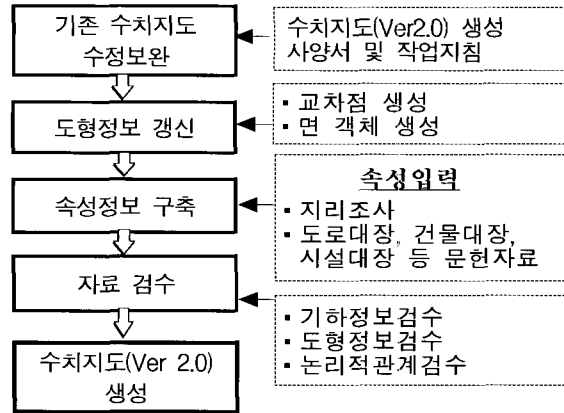 기존 수치지도
수정보완
수치지도(Ver2.0) 생성
사양서 및 작업지침
도형정보 갱신
▪ 교차점 생성
▪ 면 객체 생성
속성정보 구축
속성입력
▪ 지리조사
▪ 도로대장, 건물대장,
시설대장 등 문헌자료
자료 검수
▪ 기하정보검수
▪ 도형정보검수
▪ 논리적관계검수
수치지도(Ver 2.0)
생성